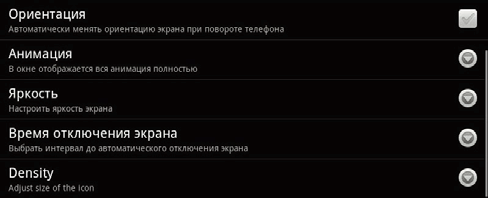 Ориентация
Автоматически менять ориентацию экрана при повороте телефона
Анимация
В окне отображается вся анимация полностью
Яркость
Настроить яркость экрана
Время отключения экрана
Выбрать интервал до автоматического отключения экрана
Density
Adjust size of the icon